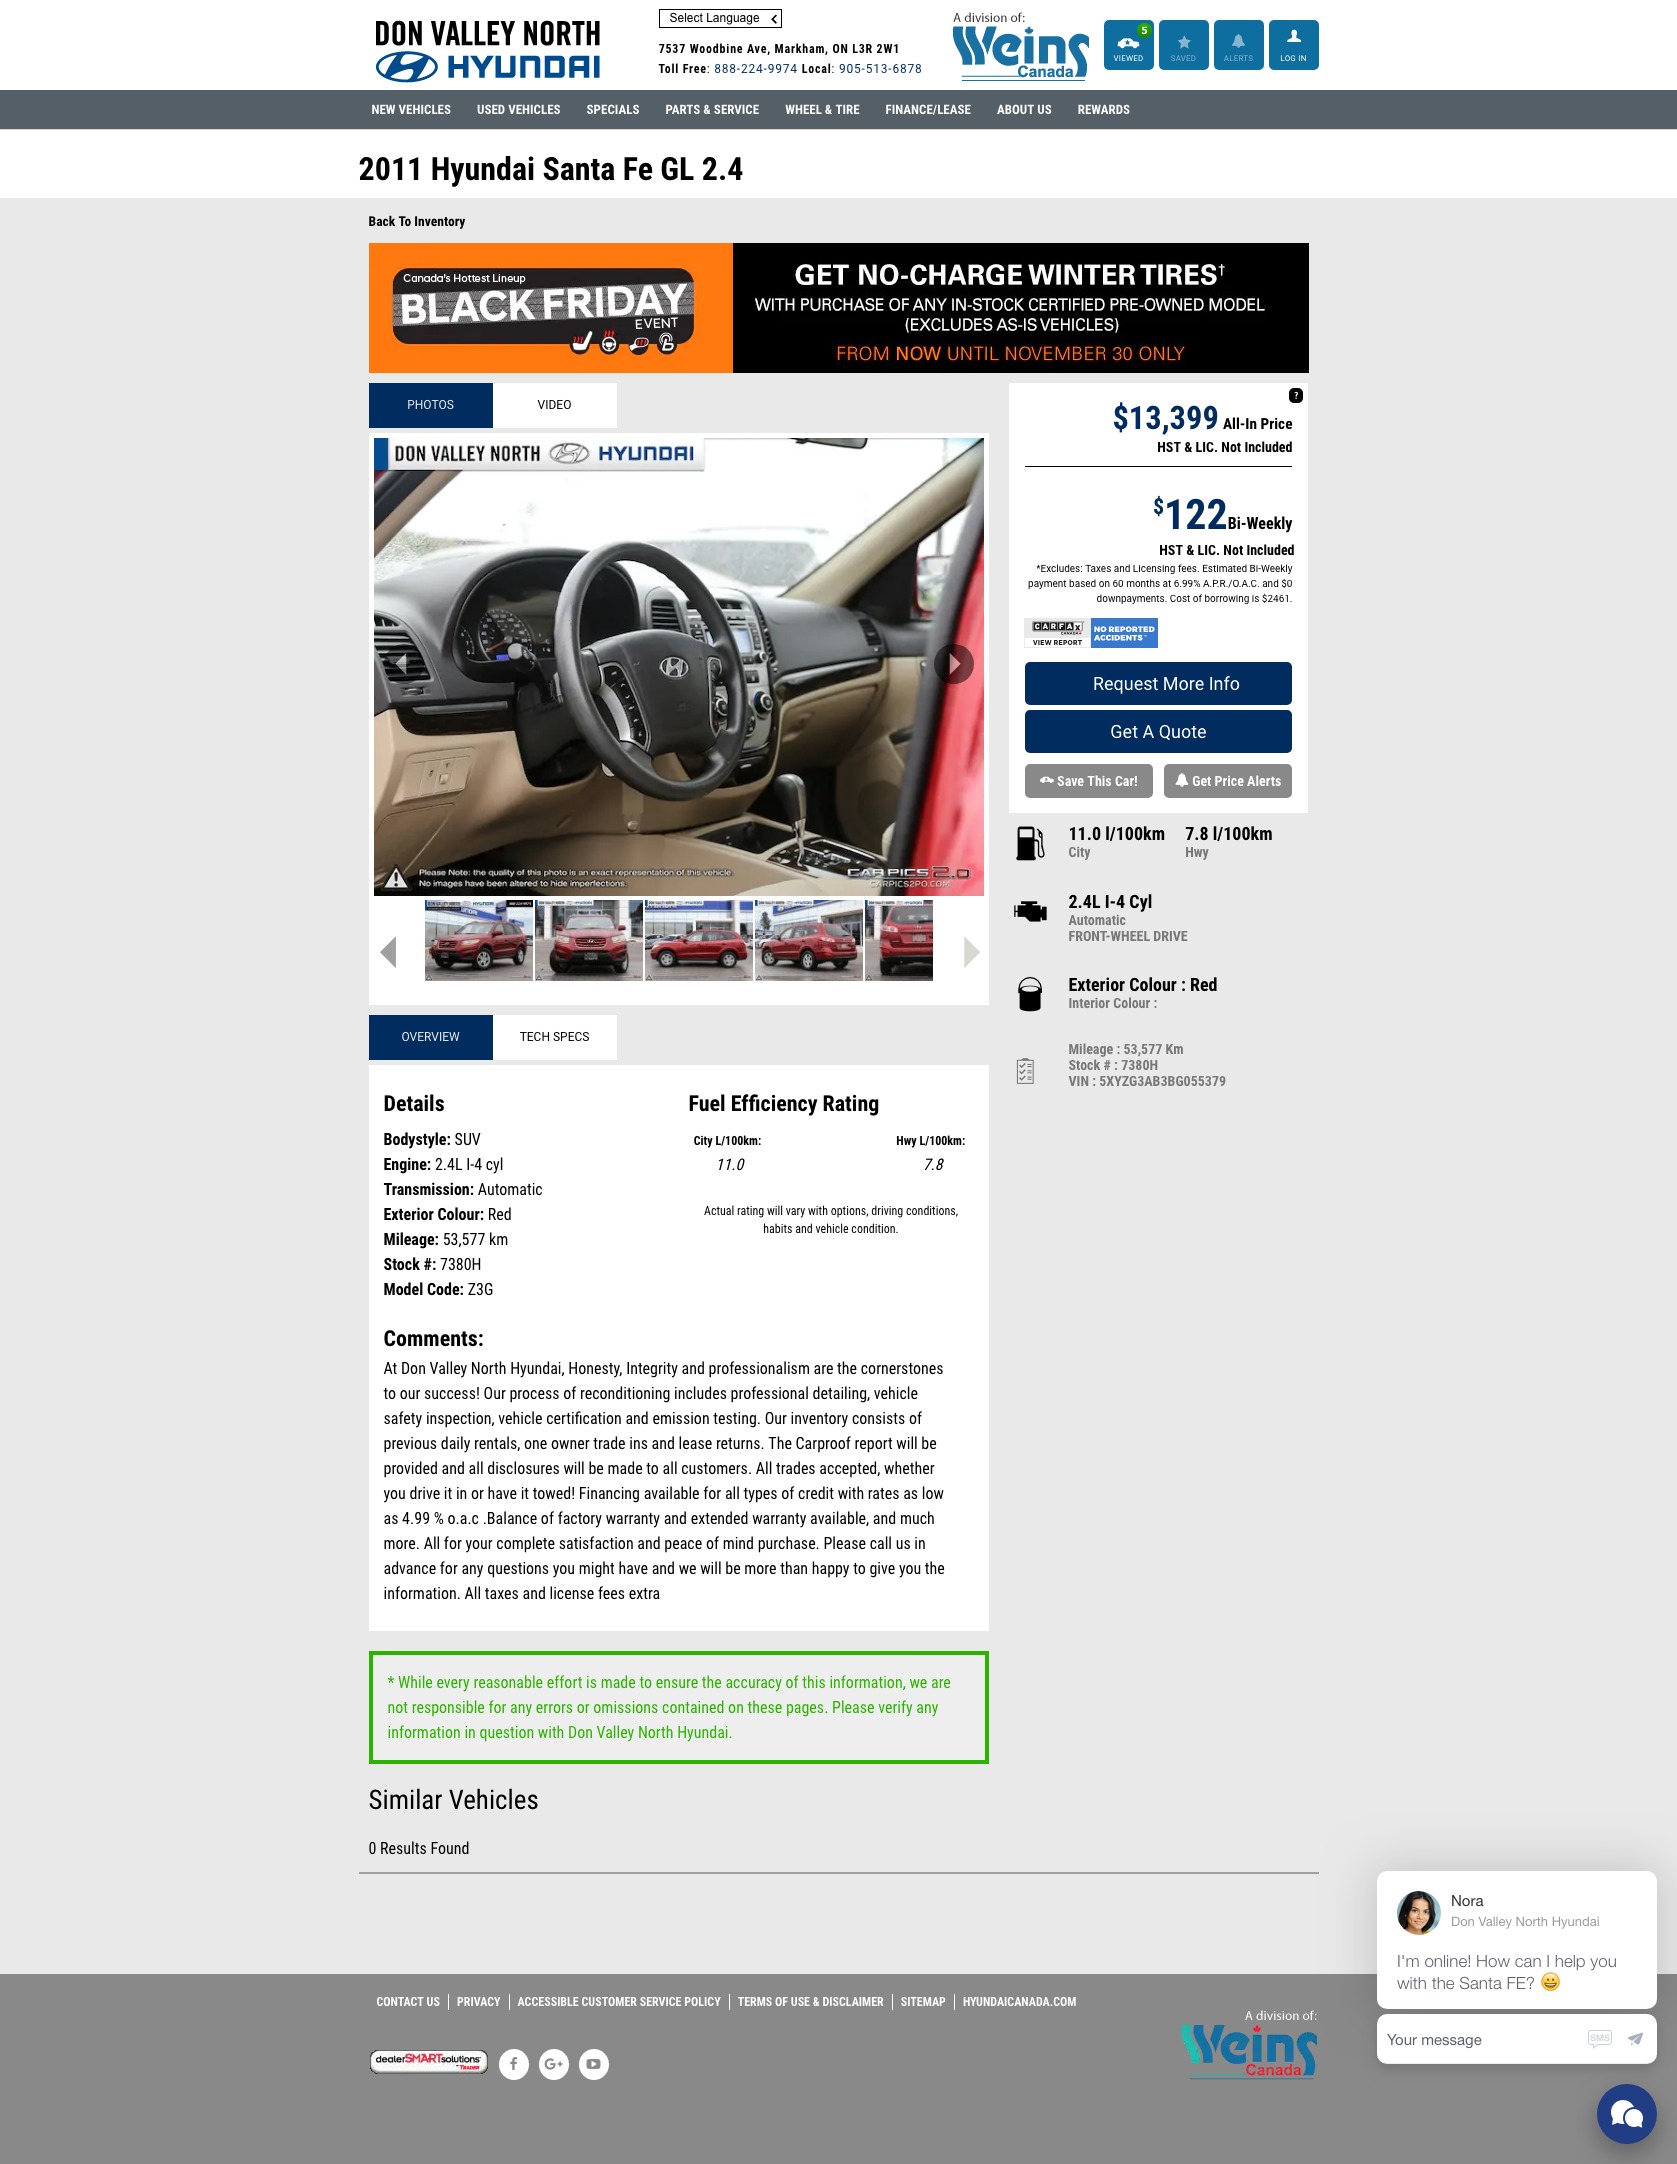 DON VALLEY NORTH
HYUNDAI
Select Language
7537 Woodbine Ave, Markham, ON L3R 2W1
Toll Free: 888-224-9974 Local: 905-513-6878
A division of:
Weins
Canada
5
VIEWED
SAVED
ALERTS
LOG IN
NEW VEHICLES USED VEHICLES SPECIALS PARTS & SERVICE WHEEL & TIRE FINANCE/LEASE ABOUT US REWARDS
2011 Hyundai Santa Fe GL 2.4
Back To Inventory
Canada's Hottest Lineup
BLACK FRIDAY
EVENT
GET NO-CHARGE WINTER TIRES†
WITH PURCHASE OF ANY IN-STOCK CERTIFIED PRE-OWNED MODEL
(EXCLUDES AS-IS VEHICLES)
FROM NOW UNTIL NOVEMBER 30 ONLY
PHOTOS VIDEO
DON VALLEY NORTH HYUNDAI
Please Note: the quality of this photo is an exact representation of this vehicle.
No images have been altered to hide imperfections.
CAR PICS 2.0
CARPICS2PO.COM
?
$13,399 All-In Price
HST & LIC. Not Included
$122Bi-Weekly
HST & LIC. Not Included
*Excludes: Taxes and Licensing fees. Estimated Bi-Weekly
payment based on 60 months at 6.99% A.P.R./O.A.C. and $0
downpayments. Cost of borrowing is $2461.
CARFAX
CANADA
VIEW REPORT
NO REPORTED
ACCIDENTS
Request More Info
Get A Quote
Save This Car!
Get Price Alerts
11.0 l/100km 7.8 l/100km
City Hwy
2.4L I-4 Cyl
Automatic
FRONT-WHEEL DRIVE
Exterior Colour : Red
Interior Colour :
Mileage : 53,577 Km
Stock # : 7380H
VIN : 5XYZG3AB3BG055379
OVERVIEW TECH SPECS
Details
Bodystyle: SUV
Engine: 2.4L I-4 cyl
Transmission: Automatic
Exterior Colour: Red
Mileage: 53,577 km
Stock #: 7380H
Model Code: Z3G
Fuel Efficiency Rating
City L/100km: Hwy L/100km:
11.0 7.8
Actual rating will vary with options, driving conditions,
habits and vehicle condition.
Comments:
At Don Valley North Hyundai, Honesty, Integrity and professionalism are the cornerstones
to our success! Our process of reconditioning includes professional detailing, vehicle
safety inspection, vehicle certification and emission testing. Our inventory consists of
previous daily rentals, one owner trade ins and lease returns. The Carproof report will be
provided and all disclosures will be made to all customers. All trades accepted, whether
you drive it in or have it towed! Financing available for all types of credit with rates as low
as 4.99 % o.a.c .Balance of factory warranty and extended warranty available, and much
more. All for your complete satisfaction and peace of mind purchase. Please call us in
advance for any questions you might have and we will be more than happy to give you the
information. All taxes and license fees extra
* While every reasonable effort is made to ensure the accuracy of this information, we are
not responsible for any errors or omissions contained on these pages. Please verify any
information in question with Don Valley North Hyundai.
Similar Vehicles
0 Results Found
Nora
Don Valley North Hyundai
I'm online! How can I help you
with the Santa FE? 😀
Your message
SMS
CONTACT US PRIVACY ACCESSIBLE CUSTOMER SERVICE POLICY TERMS OF USE & DISCLAIMER SITEMAP HYUNDAICANADA.COM
A division of:
Weins
Canada
dealerSMARTsolutions
by TRADER
f G+